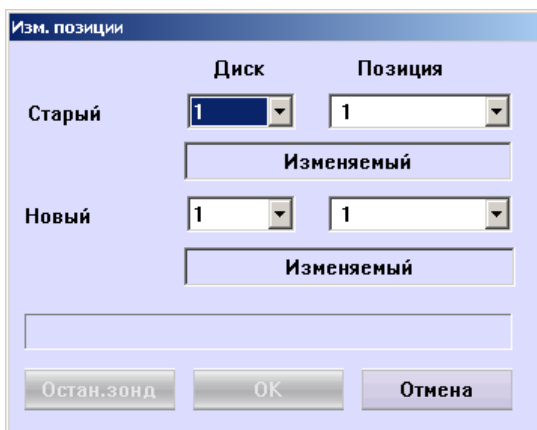 Изм. позиции
Диск Позиция
Старый 1 1
Изменяемый
Новый 1 1
Изменяемый
Остан.зонд OK Отмена